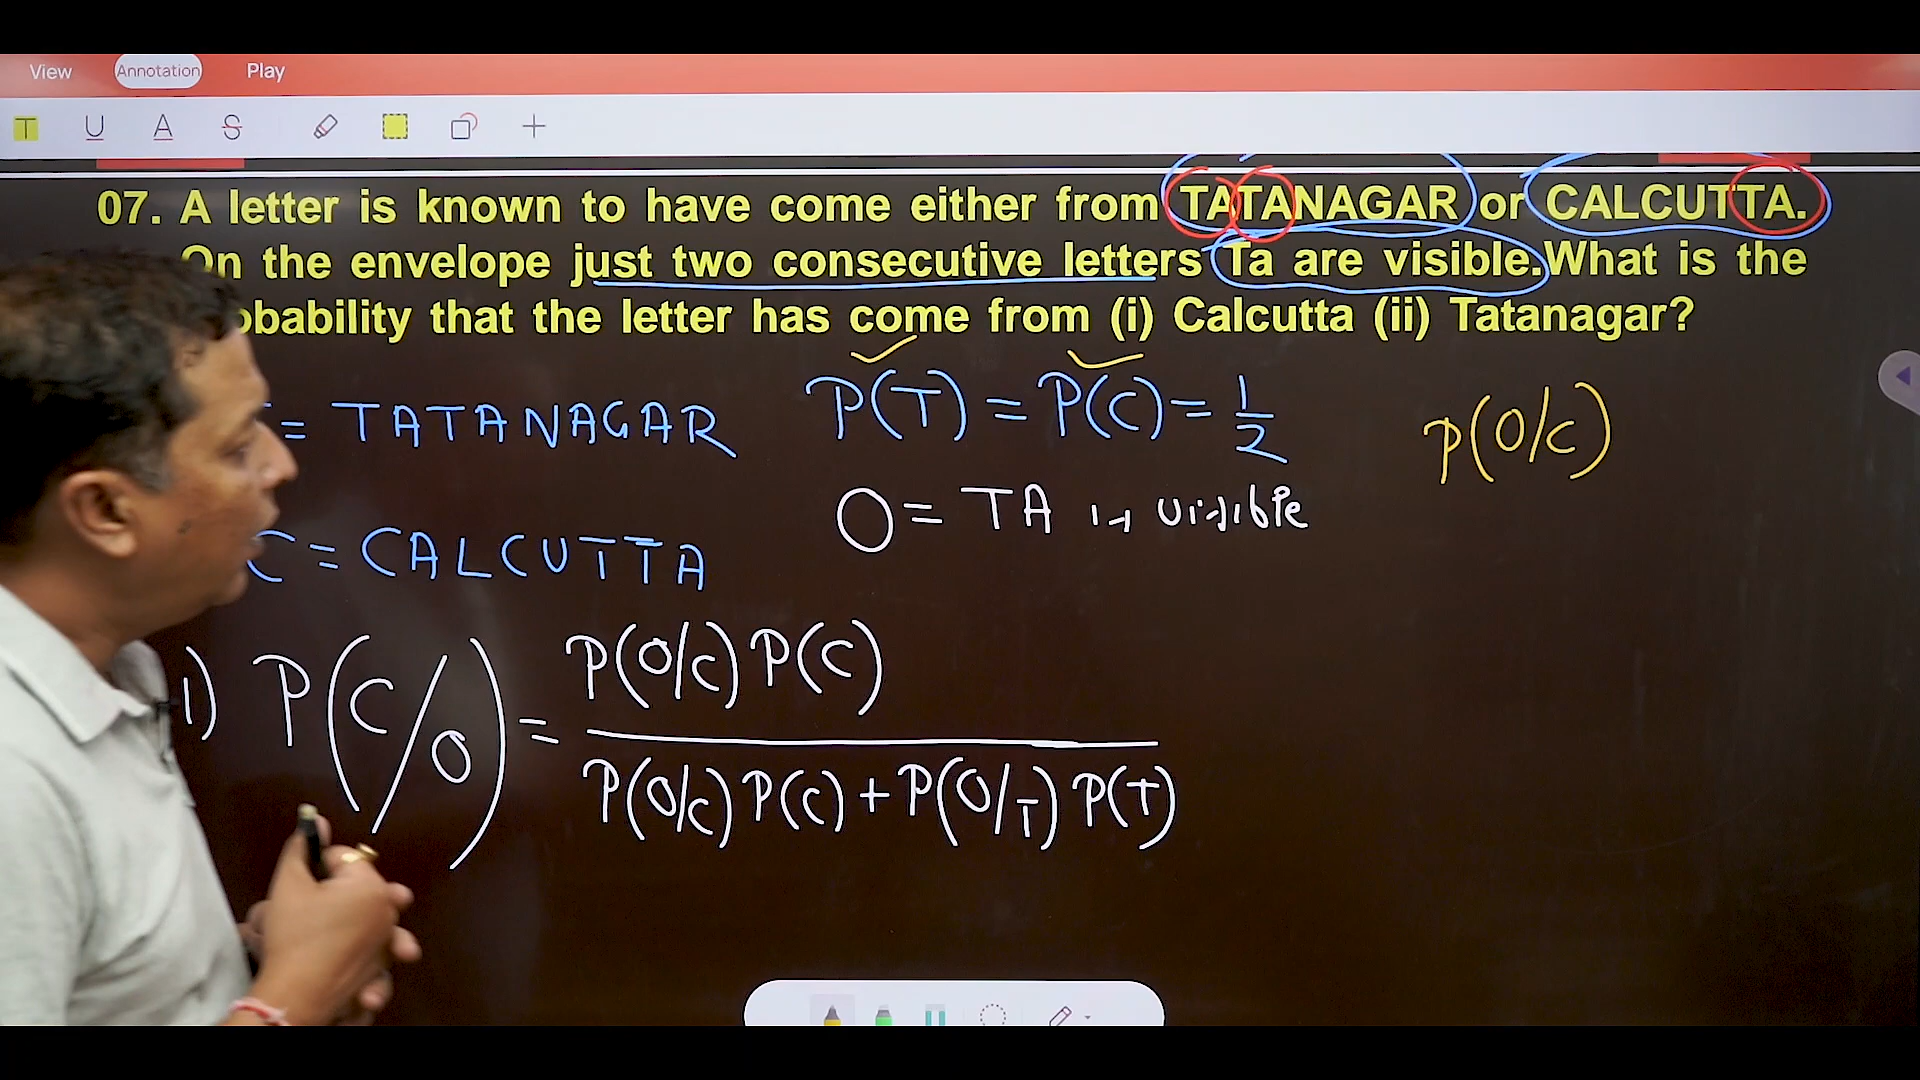 View Annotation Play
T U A S
07. A letter is known to have come either from TATANAGAR or CALCUTTA.
On the envelope just two consecutive letters Ta are visible.What is the
obability that the letter has come from (i) Calcutta (ii) Tatanagar?
= TATANAGAR
P(T) = P(C) = 1/2
P(O/C)
O = TA is visible
C = CALCUTTA
i) P(C/O) = P(O/C) P(C)
P(O/C) P(C) + P(O/T) P(T)